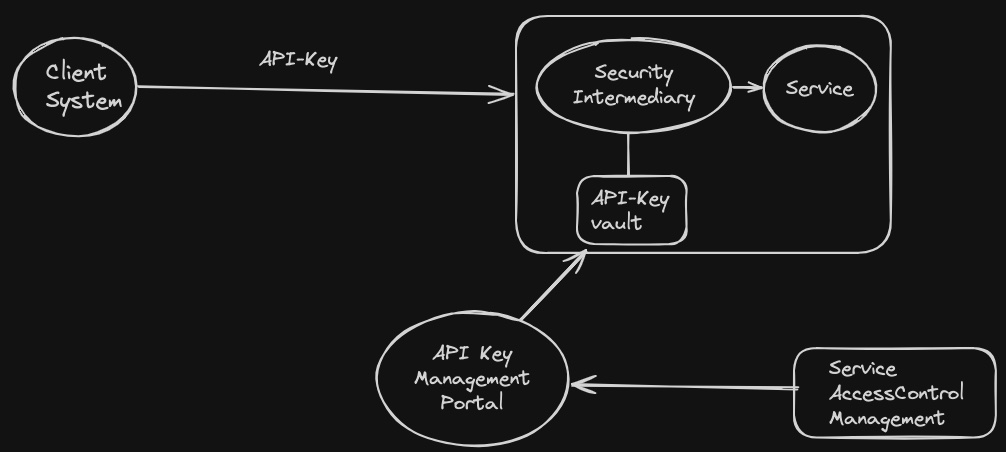 Client
System
API-Key
Security
Intermediary
Service
API-Key
vault
API Key
Management
Portal
Service
AccessControl
Management